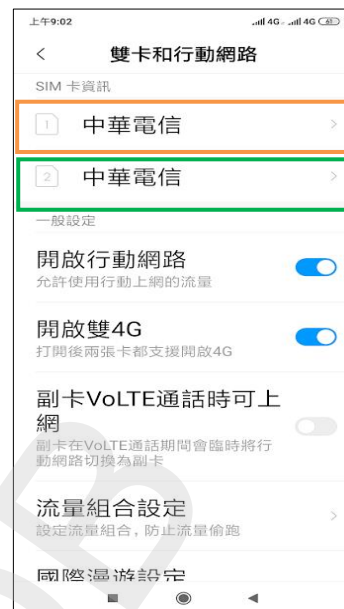 上午9:02
4G 4G 61
雙卡和行動網路
SIM 卡資訊
1 中華電信
2 中華電信
一般設定
開啟行動網路
允許使用行動上網的流量
開啟雙4G
打開後兩張卡都支援開啟4G
副卡VoLTE通話時可上
網
副卡在VoLTE通話期間會臨時將行
動網路切換為副卡
流量組合設定
設定流量組合，防止流量偷跑
國際漫遊設定